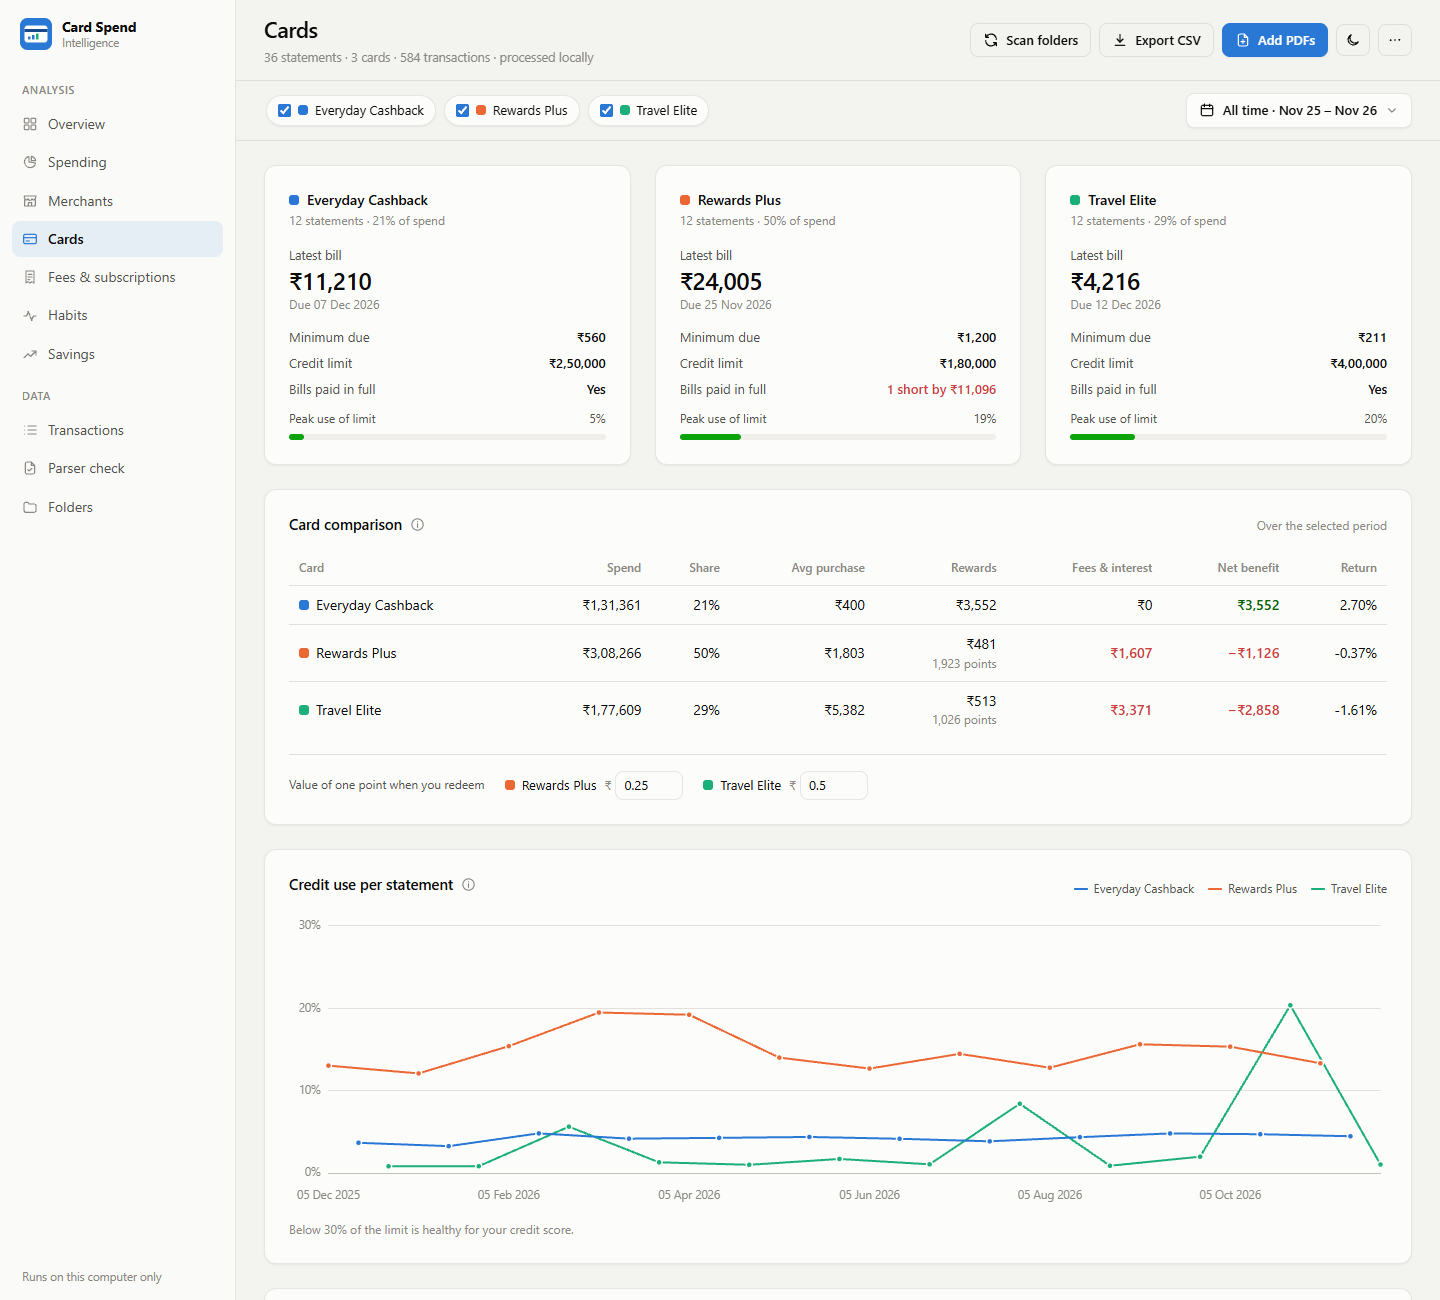 Card Spend
Intelligence
ANALYSIS
Overview
Spending
Merchants
Cards
Fees & subscriptions
Habits
Savings
DATA
Transactions
Parser check
Folders
Runs on this computer only
Cards
36 statements · 3 cards · 584 transactions · processed locally
Scan folders
Export CSV
Add PDFs
Everyday Cashback
Rewards Plus
Travel Elite
All time · Nov 25 – Nov 26
Everyday Cashback
12 statements · 21% of spend
Latest bill
₹11,210
Due 07 Dec 2026
Minimum due ₹560
Credit limit ₹2,50,000
Bills paid in full Yes
Peak use of limit 5%
Rewards Plus
12 statements · 50% of spend
Latest bill
₹24,005
Due 25 Nov 2026
Minimum due ₹1,200
Credit limit ₹1,80,000
Bills paid in full 1 short by ₹11,096
Peak use of limit 19%
Travel Elite
12 statements · 29% of spend
Latest bill
₹4,216
Due 12 Dec 2026
Minimum due ₹211
Credit limit ₹4,00,000
Bills paid in full Yes
Peak use of limit 20%
Card comparison
Over the selected period
Card Spend Share Avg purchase Rewards Fees & interest Net benefit Return
Everyday Cashback ₹1,31,361 21% ₹400 ₹3,552 ₹0 ₹3,552 2.70%
Rewards Plus ₹3,08,266 50% ₹1,803 ₹481 ₹1,607 −₹1,126 -0.37%
1,923 points
Travel Elite ₹1,77,609 29% ₹5,382 ₹513 ₹3,371 −₹2,858 -1.61%
1,026 points
Value of one point when you redeem Rewards Plus ₹ 0.25 Travel Elite ₹ 0.5
Credit use per statement
Everyday Cashback Rewards Plus Travel Elite
30%
20%
10%
0%
05 Dec 2025 05 Feb 2026 05 Apr 2026 05 Jun 2026 05 Aug 2026 05 Oct 2026
Below 30% of the limit is healthy for your credit score.